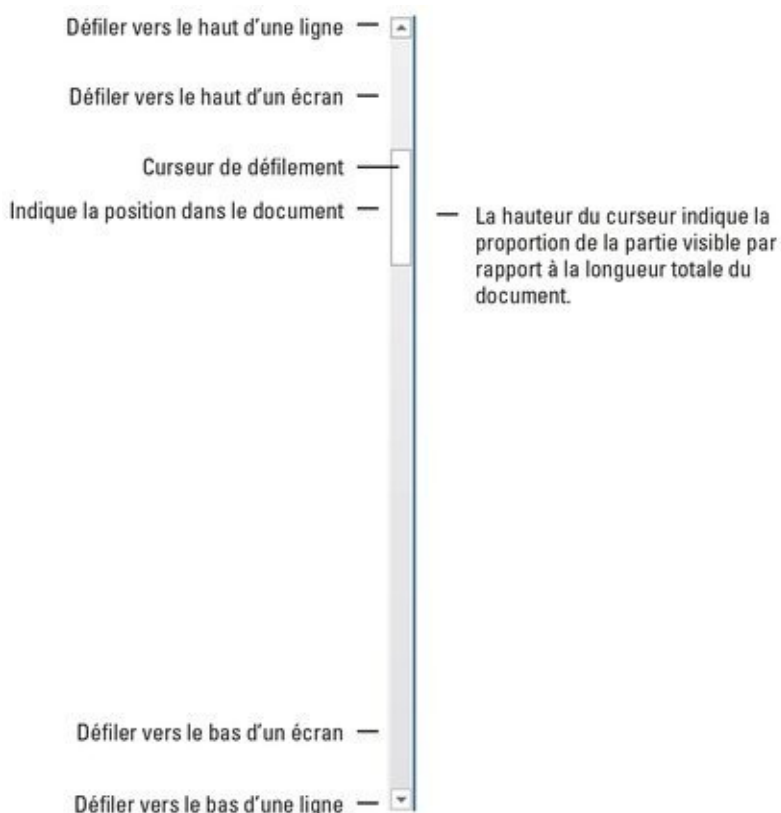 Défiler vers le haut d'une ligne
Défiler vers le haut d'un écran
Curseur de défilement
Indique la position dans le document
La hauteur du curseur indique la
proportion de la partie visible par
rapport à la longueur totale du
document.
Défiler vers le bas d'un écran
Défiler vers le bas d'une ligne